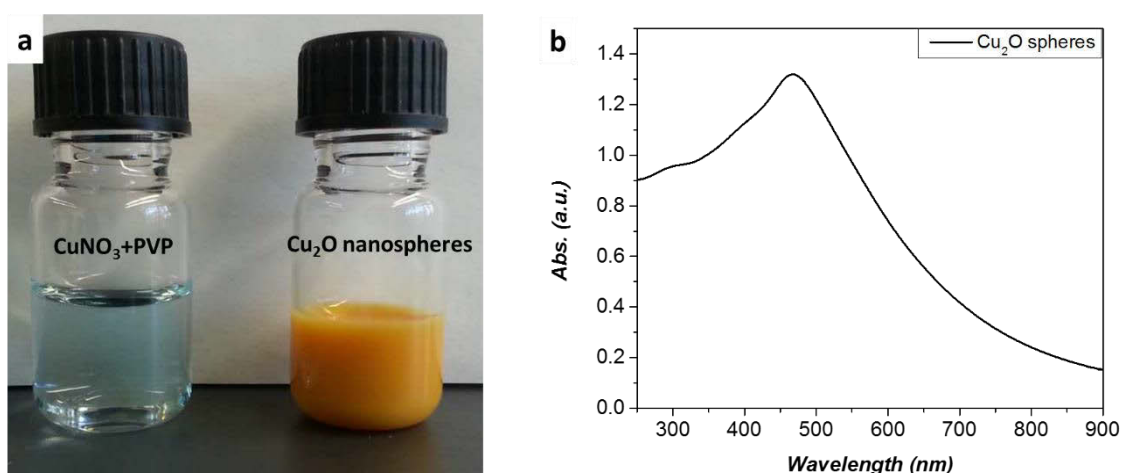 a
CuNO₃+PVP
Cu₂O nanospheres
b
Cu₂O spheres
Abs. (a.u.)
1.4
1.2
1.0
0.8
0.6
0.4
0.2
0.0
300 400 500 600 700 800 900
Wavelength (nm)